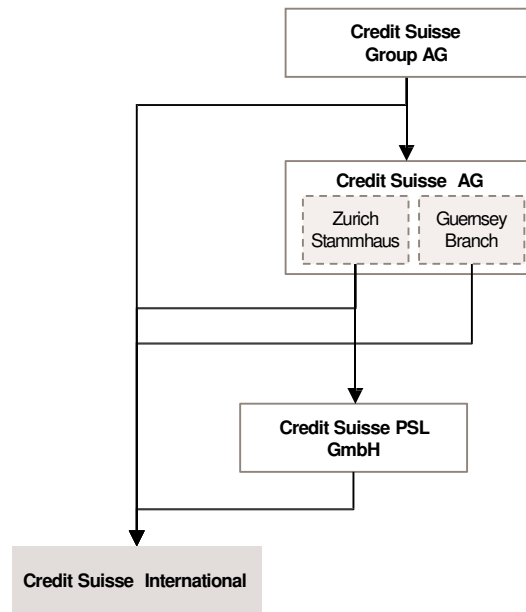 Credit Suisse
Group AG
Credit Suisse AG
Zurich
Stammhaus
Guernsey
Branch
Credit Suisse PSL
GmbH
Credit Suisse International